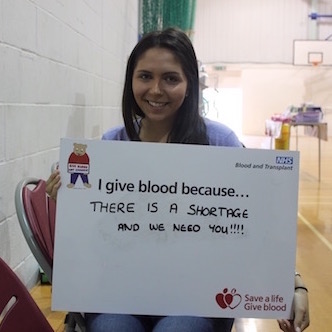 NHS
Blood and Transplant
I give blood because...
THERE IS A SHORTAGE
AND WE NEED YOU!!!!
Save a life
Give blood